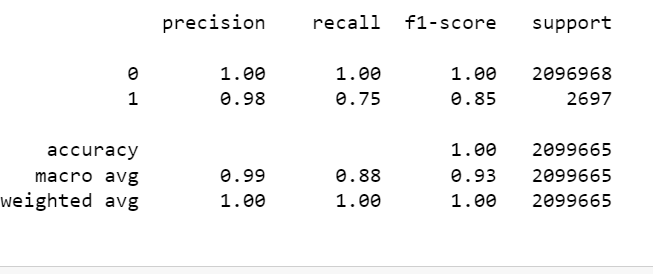 precision recall f1-score support
0 1.00 1.00 1.00 2096968
1 0.98 0.75 0.85 2697
accuracy 1.00 2099665
macro avg 0.99 0.88 0.93 2099665
weighted avg 1.00 1.00 1.00 2099665